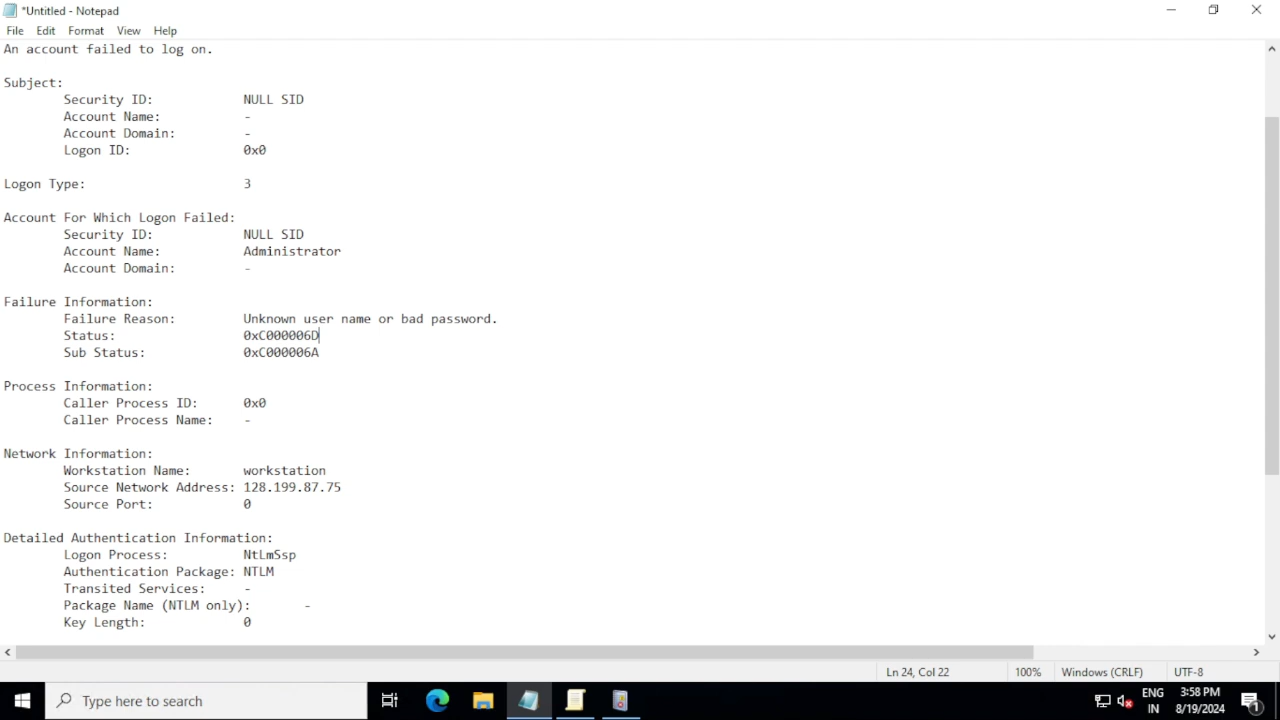 *Untitled - Notepad
File Edit Format View Help
An account failed to log on.
Subject:
Security ID: NULL SID
Account Name: -
Account Domain: -
Logon ID: 0x0
Logon Type: 3
Account For Which Logon Failed:
Security ID: NULL SID
Account Name: Administrator
Account Domain: -
Failure Information:
Failure Reason: Unknown user name or bad password.
Status: 0xC000006D
Sub Status: 0xC000006A
Process Information:
Caller Process ID: 0x0
Caller Process Name: -
Network Information:
Workstation Name: workstation
Source Network Address: 128.199.87.75
Source Port: 0
Detailed Authentication Information:
Logon Process: NtLmSsp
Authentication Package: NTLM
Transited Services: -
Package Name (NTLM only): -
Key Length: 0
Ln 24, Col 22 100% Windows (CRLF) UTF-8
Type here to search
ENG
IN
3:58 PM
8/19/2024
1